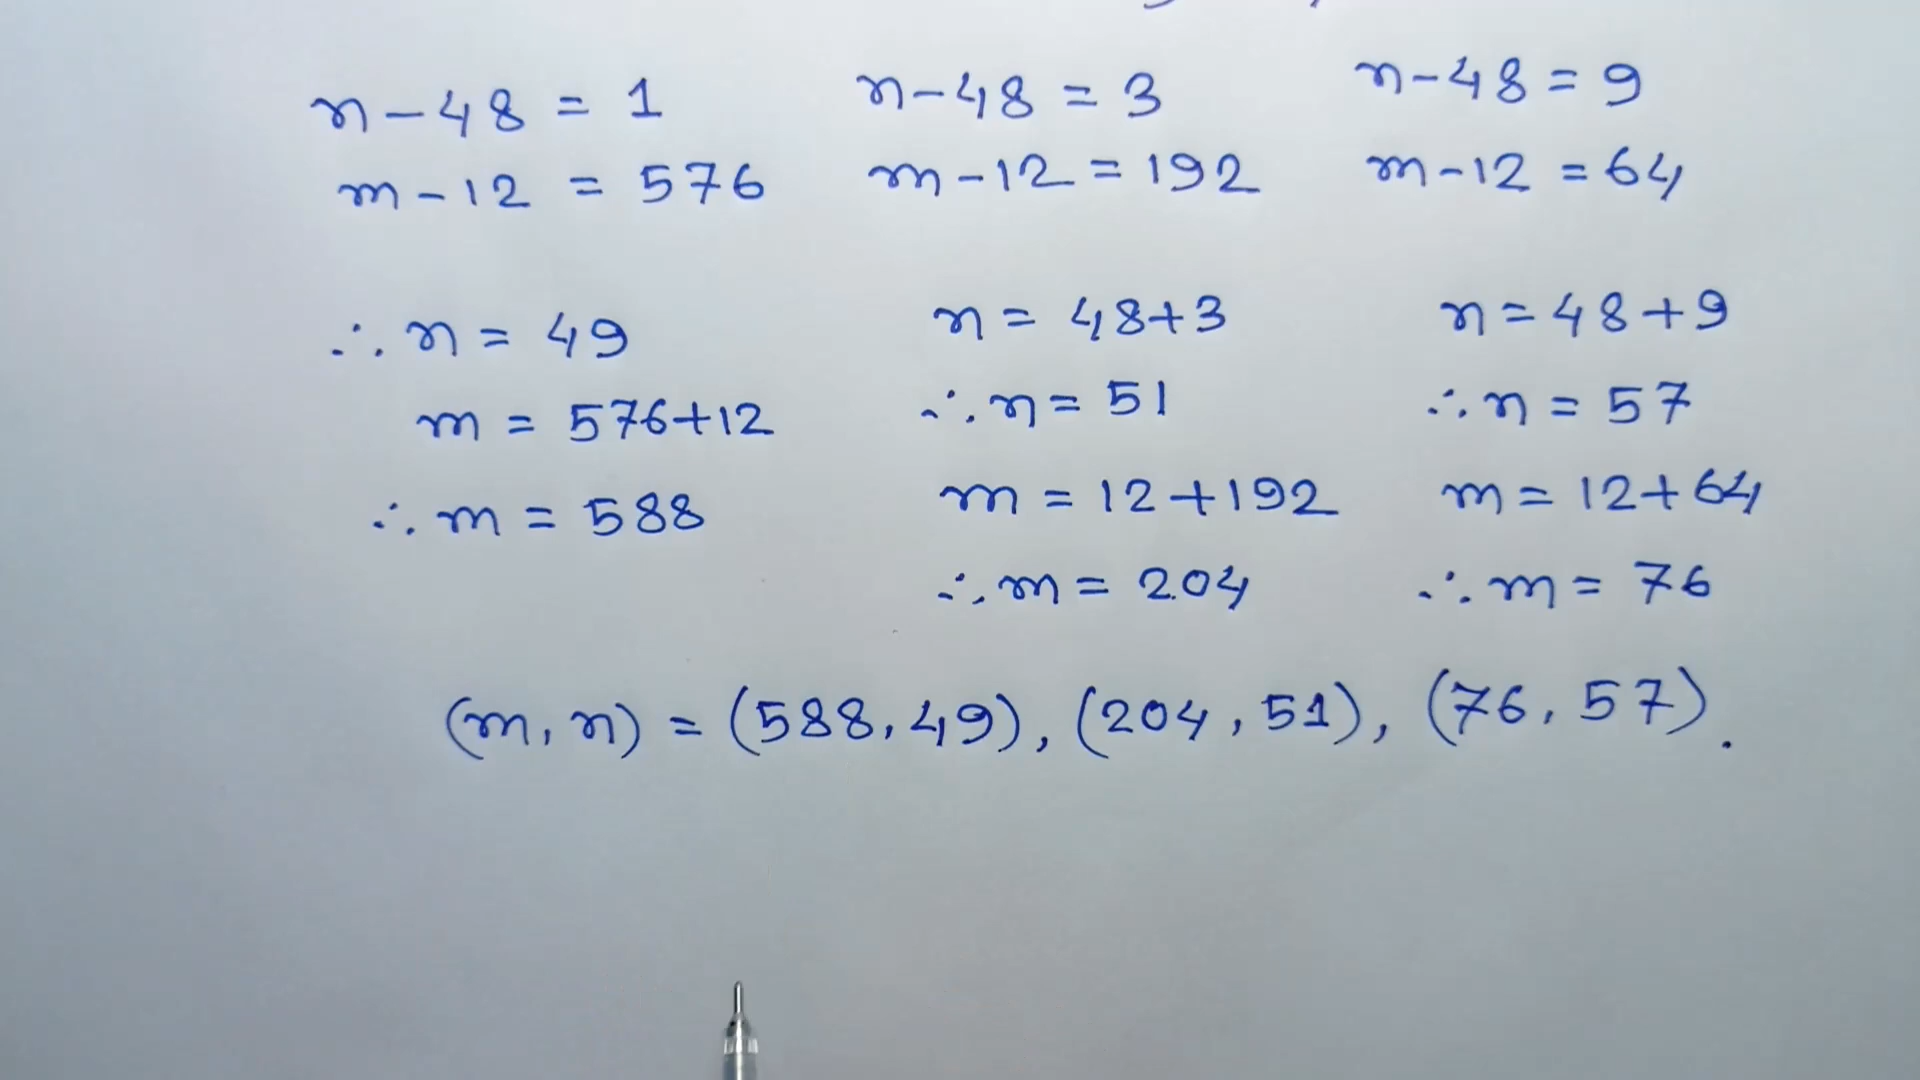 n - 48 = 1
m - 12 = 576
∴ n = 49
m = 576+12
∴ m = 588
n - 48 = 3
m - 12 = 192
n = 48+3
∴ n = 51
m = 12+192
∴ m = 204
n - 48 = 9
m - 12 = 64
n = 48+9
∴ n = 57
m = 12+64
∴ m = 76
(m, n) = (588, 49), (204, 51), (76, 57).